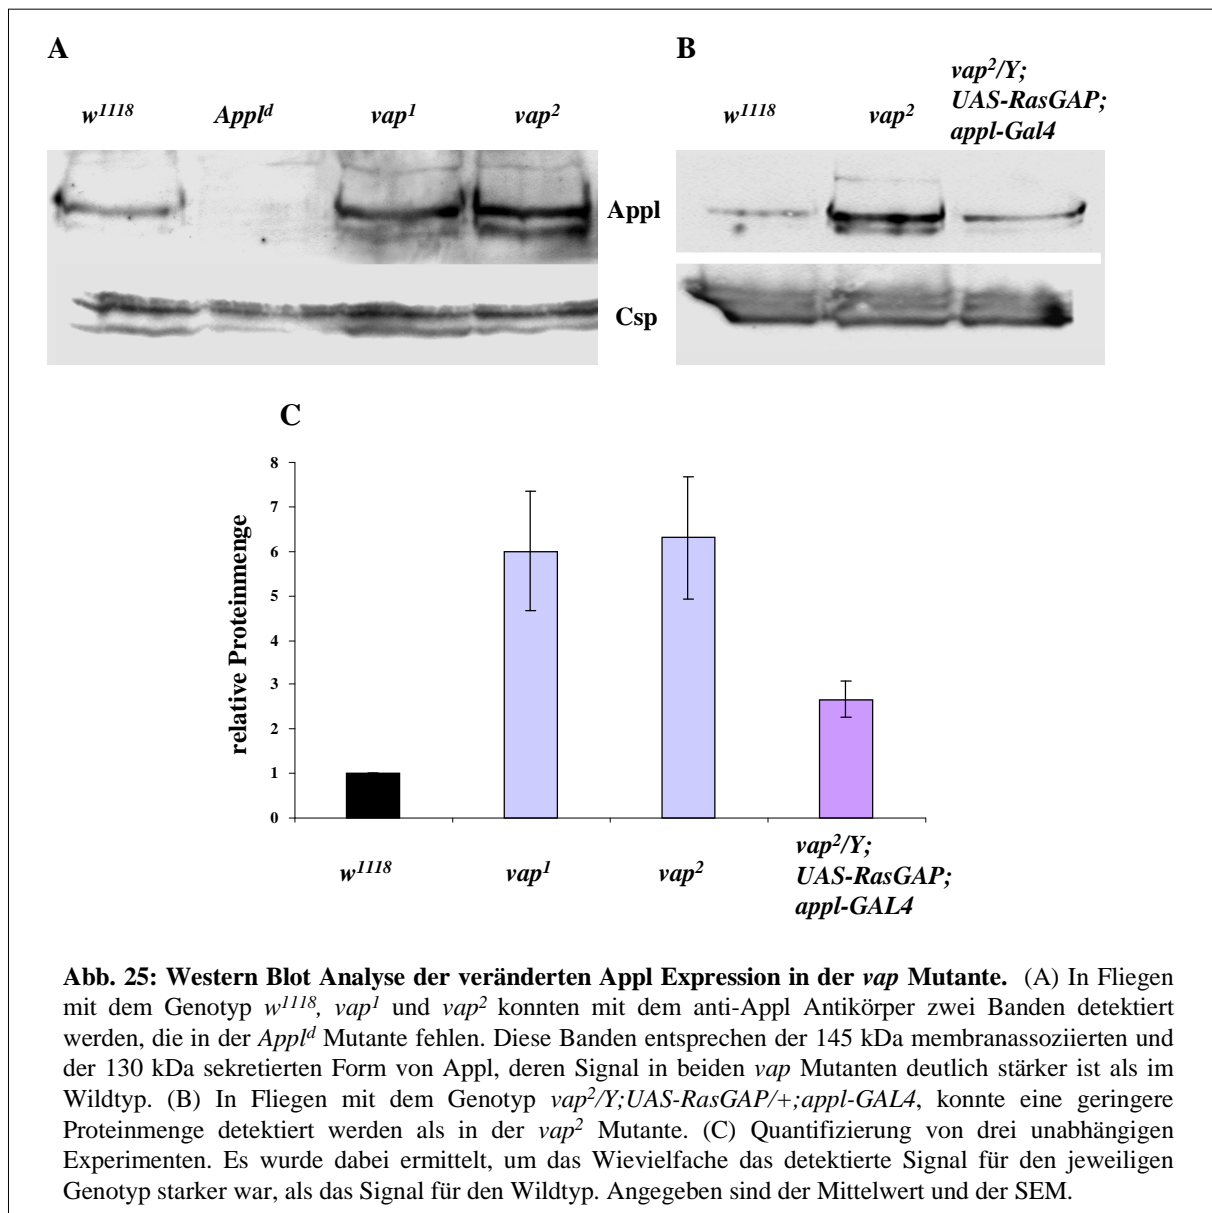 A
B
w1118
Appld
vap1
vap2
w1118
vap2
vap2/Y;
UAS-RasGAP;
appl-Gal4
Appl
Csp
C
relative Proteinmenge
8
7
6
5
4
3
2
1
0
w1118
vap1
vap2
vap2/Y;
UAS-RasGAP;
appl-GAL4
Abb. 25: Western Blot Analyse der veränderten Appl Expression in der vap Mutante. (A) In Fliegen
mit dem Genotyp w1118, vap1 und vap2 konnten mit dem anti-Appl Antikörper zwei Banden detektiert
werden, die in der Appld Mutante fehlen. Diese Banden entsprechen der 145 kDa membranassoziierten und
der 130 kDa sekretierten Form von Appl, deren Signal in beiden vap Mutanten deutlich stärker ist als im
Wildtyp. (B) In Fliegen mit dem Genotyp vap2/Y;UAS-RasGAP/+;appl-GAL4, konnte eine geringere
Proteinmenge detektiert werden als in der vap2 Mutante. (C) Quantifizierung von drei unabhängigen
Experimenten. Es wurde dabei ermittelt, um das Wievielfache das detektierte Signal für den jeweiligen
Genotyp starker war, als das Signal für den Wildtyp. Angegeben sind der Mittelwert und der SEM.